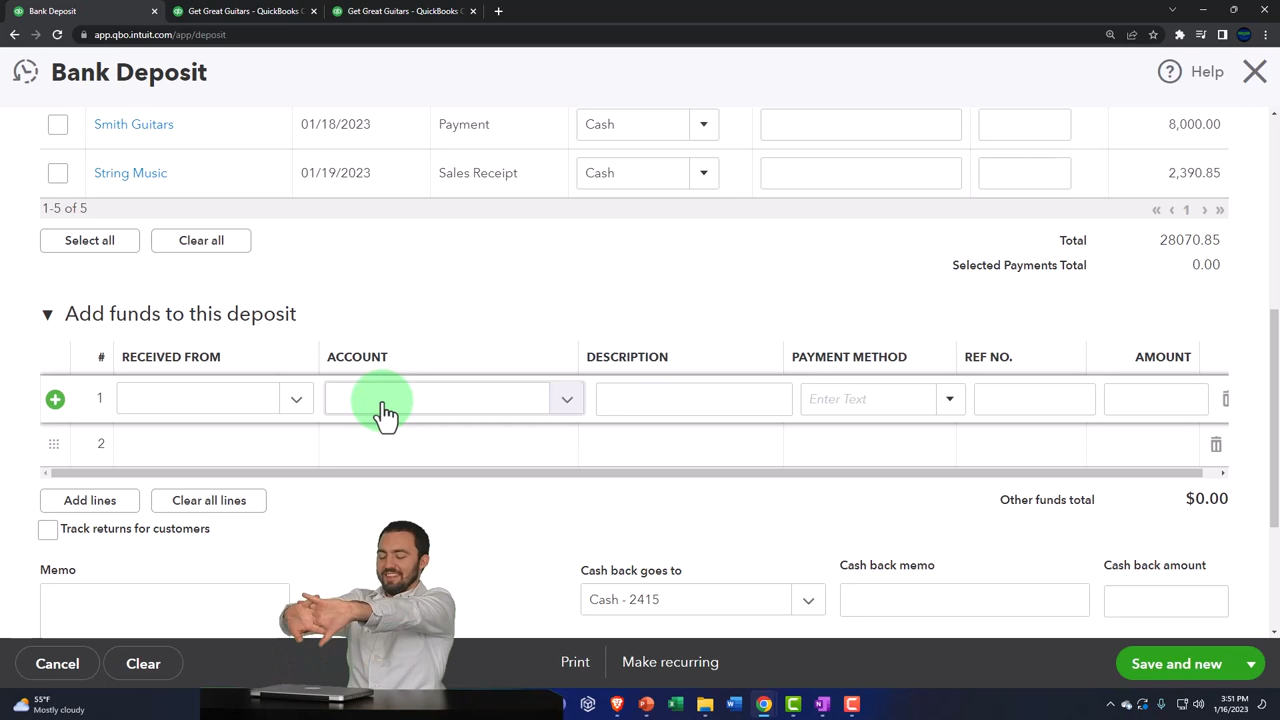 Bank Deposit
Get Great Guitars - QuickBooks C
Get Great Guitars - QuickBooks C
app.qbo.intuit.com/app/deposit
Bank Deposit
Help
Smith Guitars 01/18/2023 Payment Cash 8,000.00
String Music 01/19/2023 Sales Receipt Cash 2,390.85
1-5 of 5 1
Select all Clear all Total 28070.85
Selected Payments Total 0.00
Add funds to this deposit
# RECEIVED FROM ACCOUNT DESCRIPTION PAYMENT METHOD REF NO. AMOUNT
1 Enter Text
2
Add lines Clear all lines Other funds total $0.00
Track returns for customers
Memo Cash back goes to Cash back memo Cash back amount
Cash - 2415
Cancel Clear Print Make recurring Save and new
55°F
Mostly cloudy
3:51 PM
1/16/2023